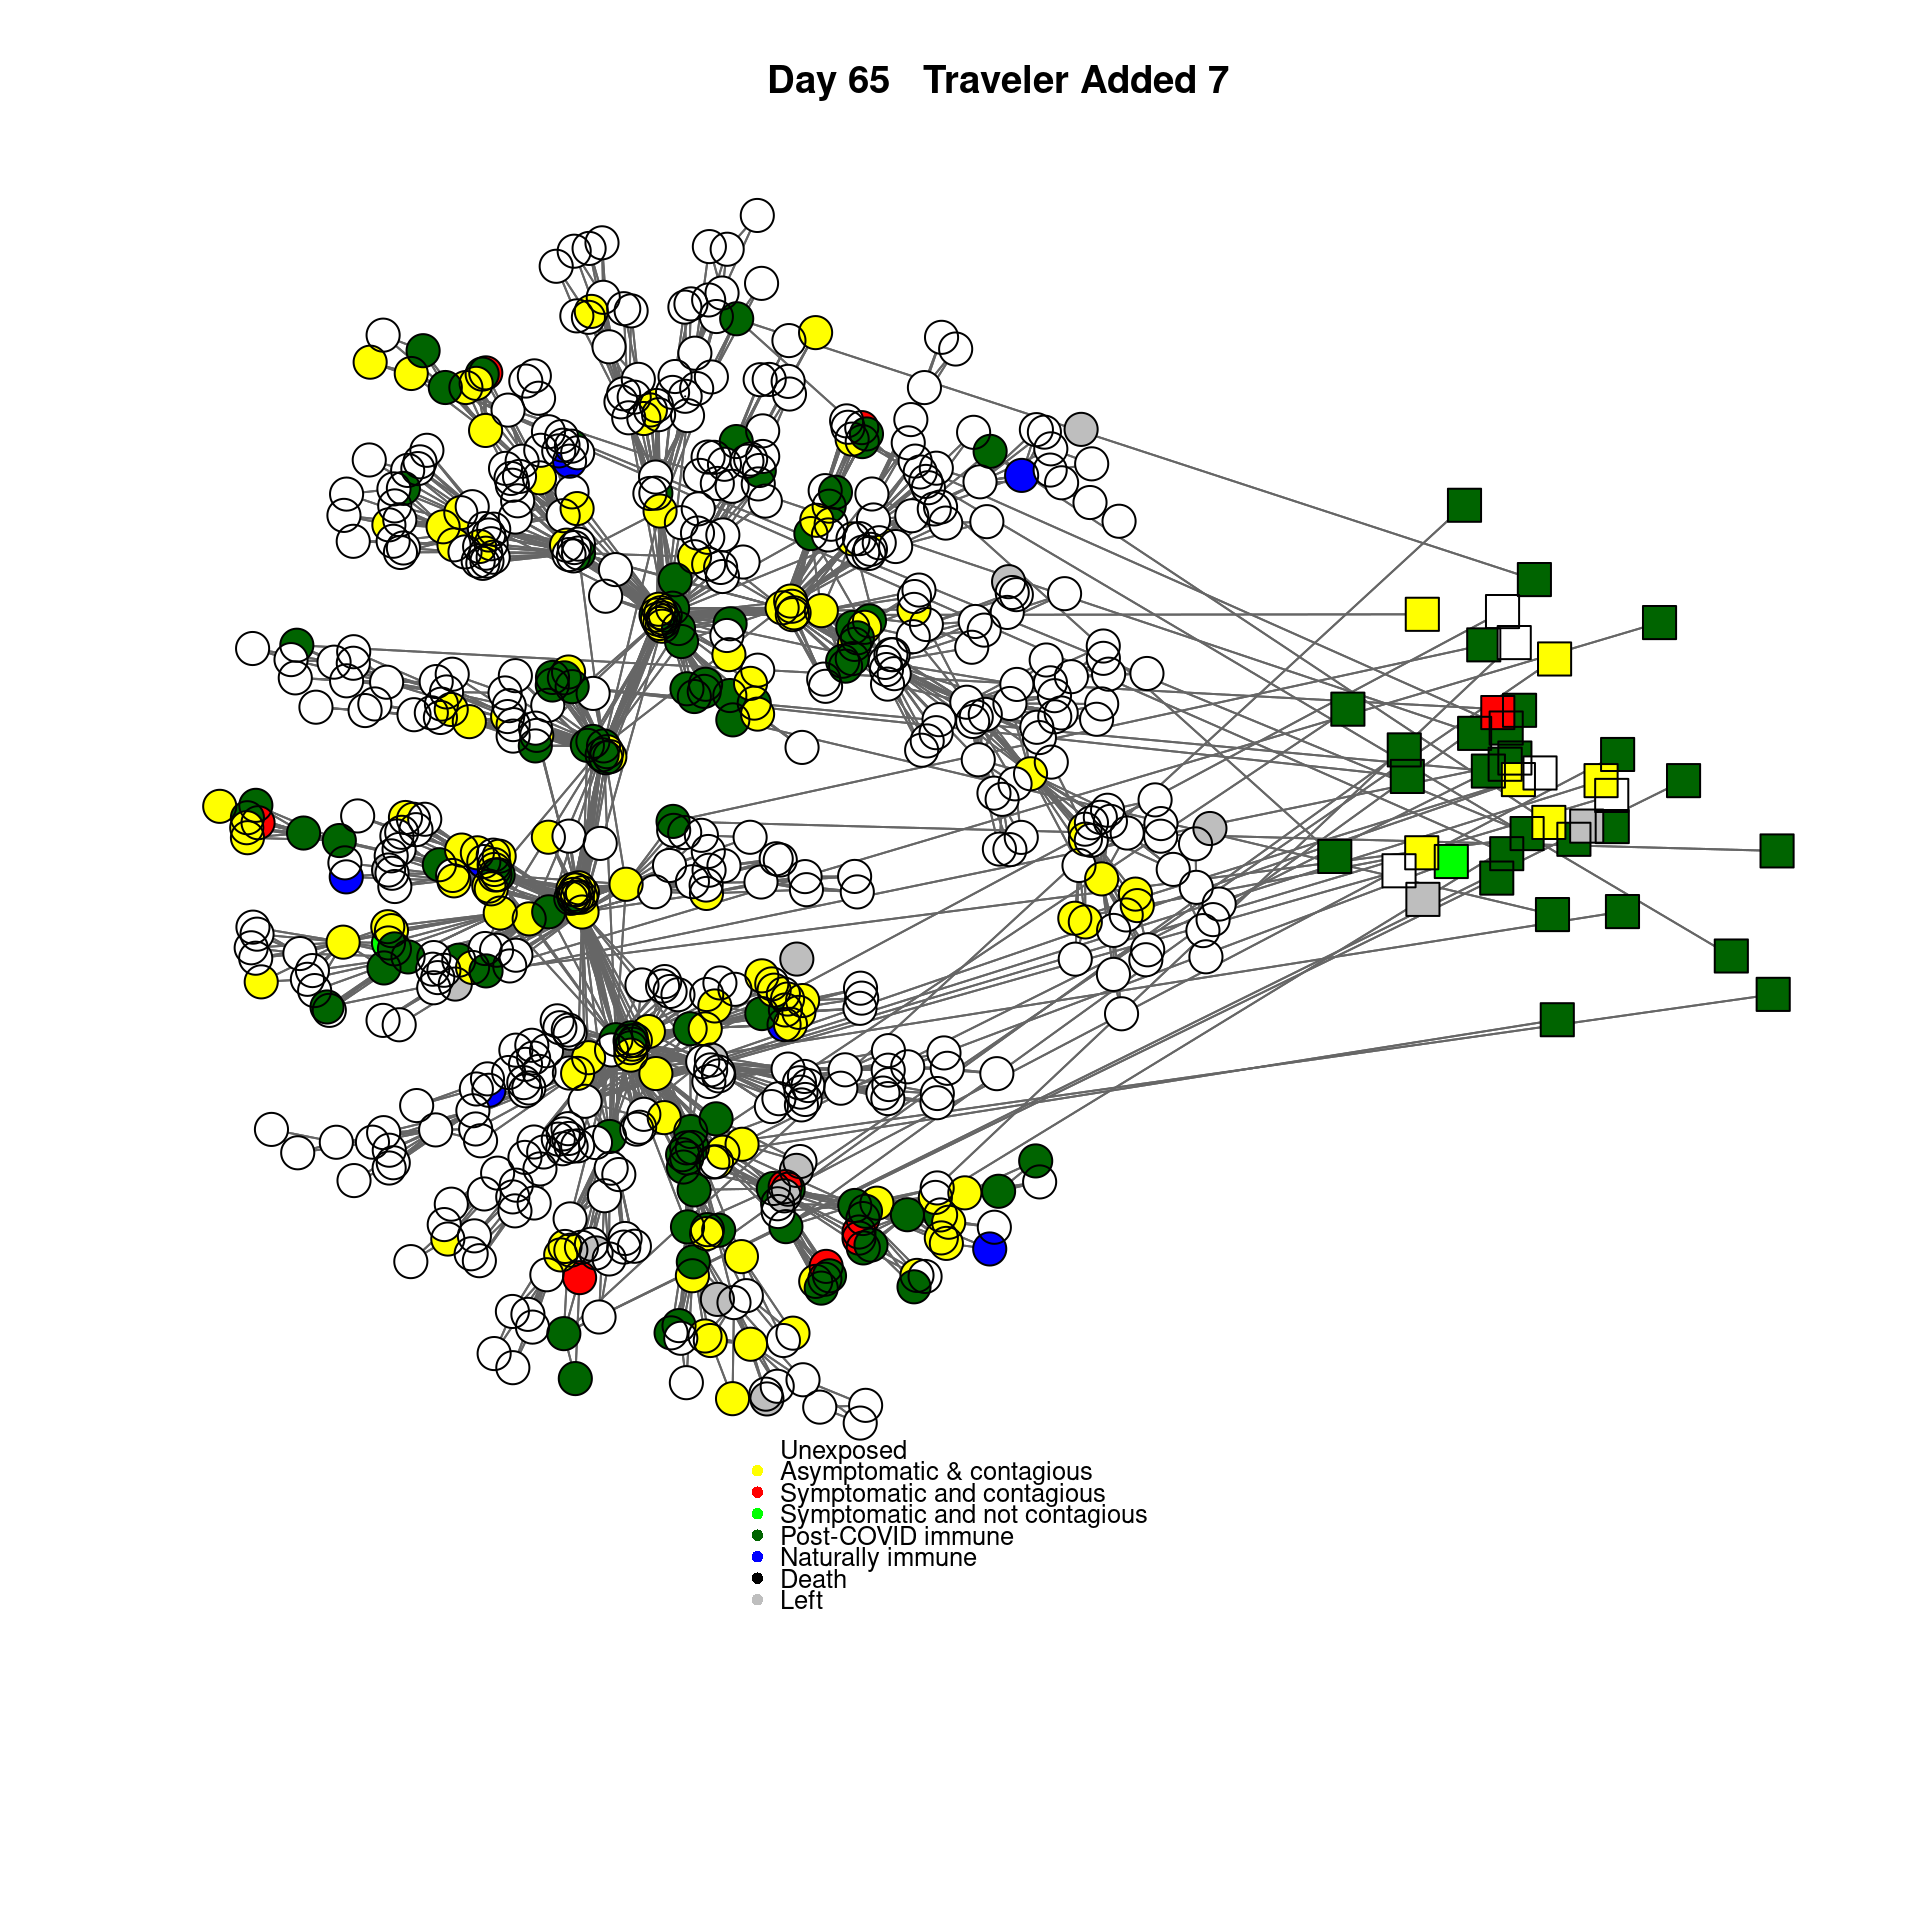 Day 65 Traveler Added 7
Unexposed
Asymptomatic & contagious
Symptomatic and contagious
Symptomatic and not contagious
Post-COVID immune
Naturally immune
Death
Left